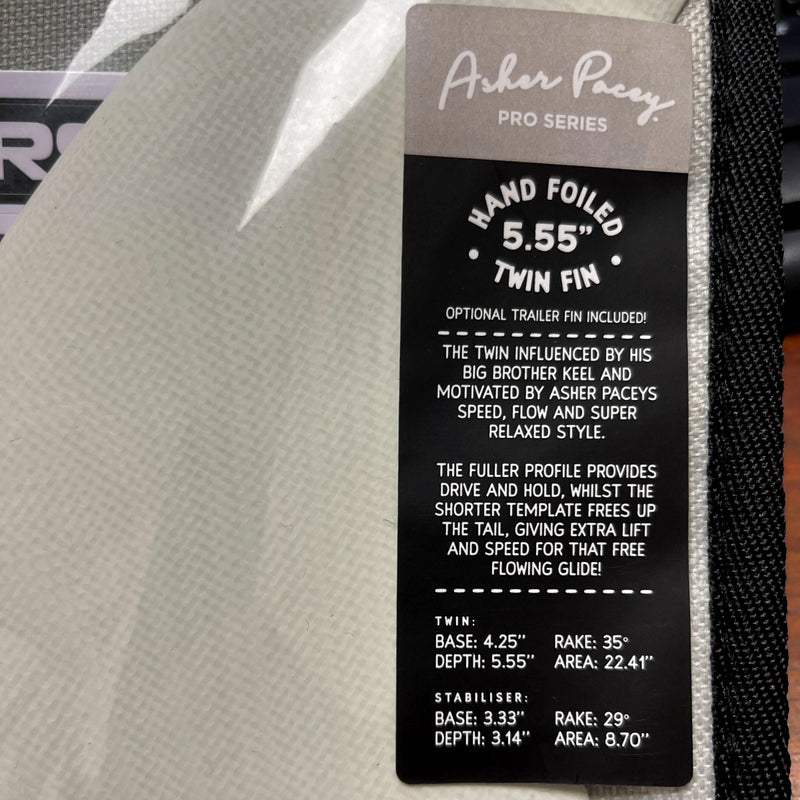 Asher Pacey
PRO SERIES
HAND FOILED
5.55"
• TWIN FIN •
OPTIONAL TRAILER FIN INCLUDED!
THE TWIN INFLUENCED BY HIS
BIG BROTHER KEEL AND
MOTIVATED BY ASHER PACEYS
SPEED, FLOW AND SUPER
RELAXED STYLE.
THE FULLER PROFILE PROVIDES
DRIVE AND HOLD, WHILST THE
SHORTER TEMPLATE FREES UP
THE TAIL, GIVING EXTRA LIFT
AND SPEED FOR THAT FREE
FLOWING GLIDE!
TWIN:
BASE: 4.25" RAKE: 35°
DEPTH: 5.55" AREA: 22.41"
STABILISER:
BASE: 3.33" RAKE: 29°
DEPTH: 3.14" AREA: 8.70"